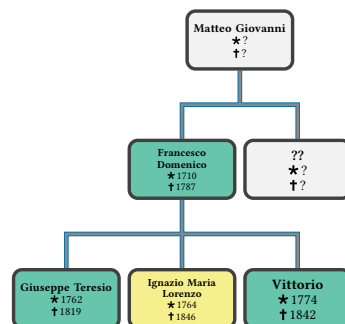 Matteo Giovanni
★ ?
✝ ?
Francesco
Domenico
★ 1710
✝ 1787
??
★ ?
✝ ?
Giuseppe Teresio
★ 1762
✝ 1819
Ignazio Maria
Lorenzo
★ 1764
✝ 1846
Vittorio
★ 1774
✝ 1842